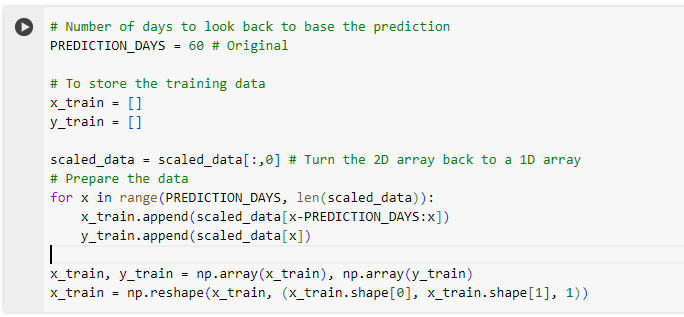 # Number of days to look back to base the prediction
PREDICTION_DAYS = 60 # Original
# To store the training data
x_train = []
y_train = []
scaled_data = scaled_data[:,0] # Turn the 2D array back to a 1D array
# Prepare the data
for x in range(PREDICTION_DAYS, len(scaled_data)):
    x_train.append(scaled_data[x-PREDICTION_DAYS:x])
    y_train.append(scaled_data[x])
x_train, y_train = np.array(x_train), np.array(y_train)
x_train = np.reshape(x_train, (x_train.shape[0], x_train.shape[1], 1))